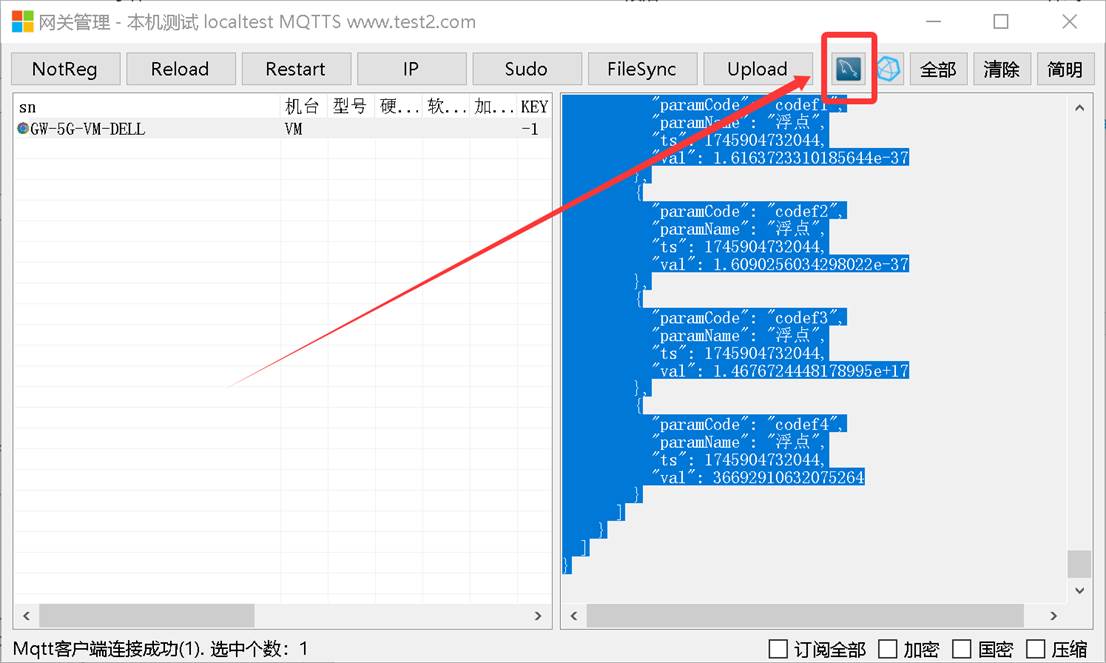 网关管理 - 本机测试 localtest MQTTS www.test2.com
NotReg Reload Restart IP Sudo FileSync Upload 全部 清除 简明
sn 机台 型号 硬... 软... 加... KEY
GW-5G-VM-DELL VM -1
"paramCode": "codef1",
"paramName": "浮点",
"ts": 1745904732044,
"val": 1.6163723310185644e-37
},
{
"paramCode": "codef2",
"paramName": "浮点",
"ts": 1745904732044,
"val": 1.6090256034298022e-37
},
{
"paramCode": "codef3",
"paramName": "浮点",
"ts": 1745904732044,
"val": 1.4676724448178995e+17
},
{
"paramCode": "codef4",
"paramName": "浮点",
"ts": 1745904732044,
"val": 36692910632075264
}
]
}
]
}
Mqtt客户端连接成功(1). 选中个数: 1 订阅全部 加密 国密 压缩